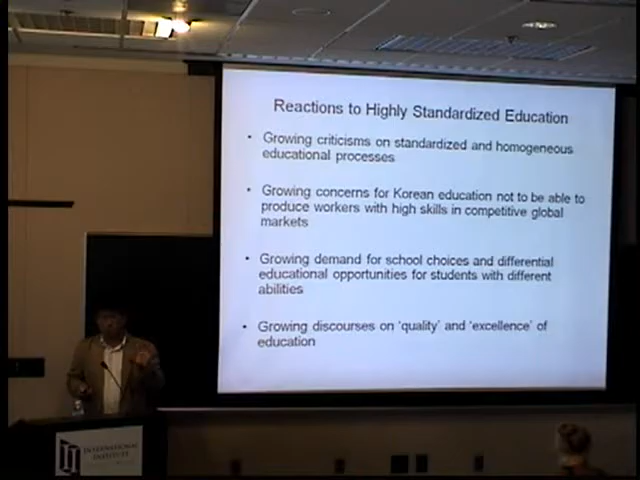 Reactions to Highly Standardized Education
• Growing criticisms on standardized and homogeneous
educational processes
• Growing concerns for Korean education not to be able to
produce workers with high skills in competitive global
markets
• Growing demand for school choices and differential
educational opportunities for students with different
abilities
• Growing discourses on 'quality' and 'excellence' of
education
INTERNATIONAL
INSTITUTE